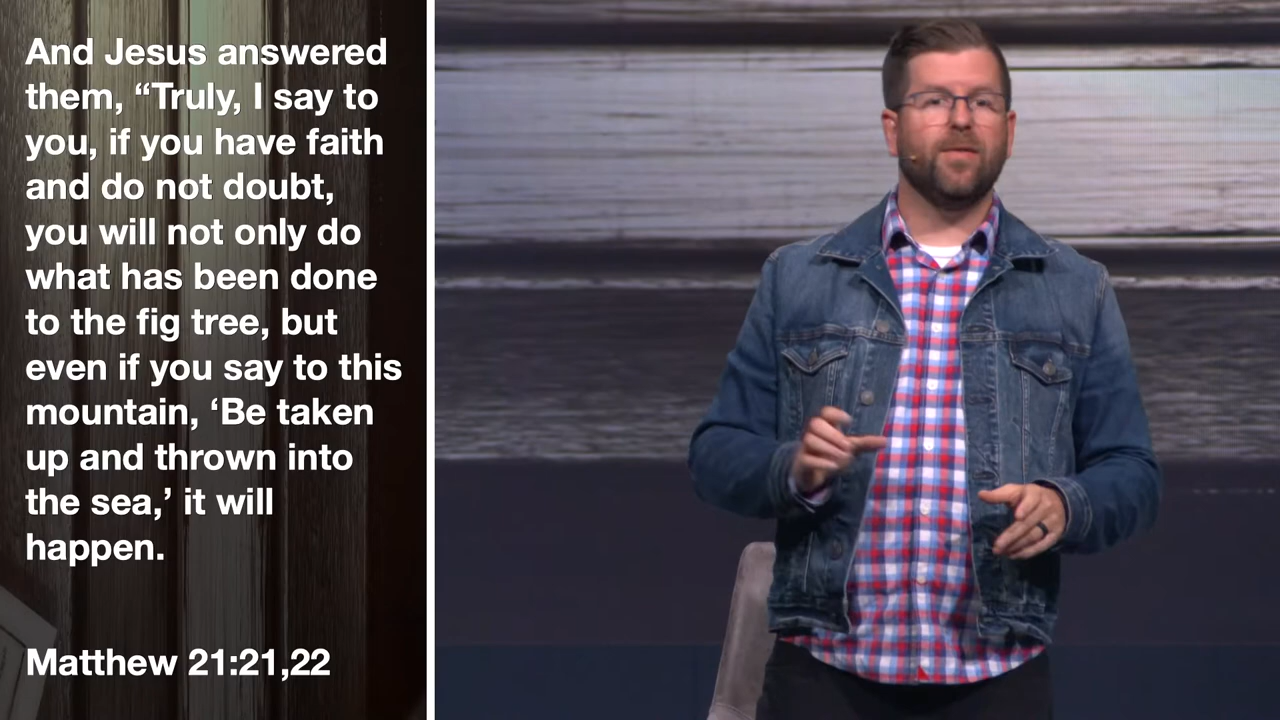 And Jesus answered
them, “Truly, I say to
you, if you have faith
and do not doubt,
you will not only do
what has been done
to the fig tree, but
even if you say to this
mountain, ‘Be taken
up and thrown into
the sea,’ it will
happen.
Matthew 21:21,22